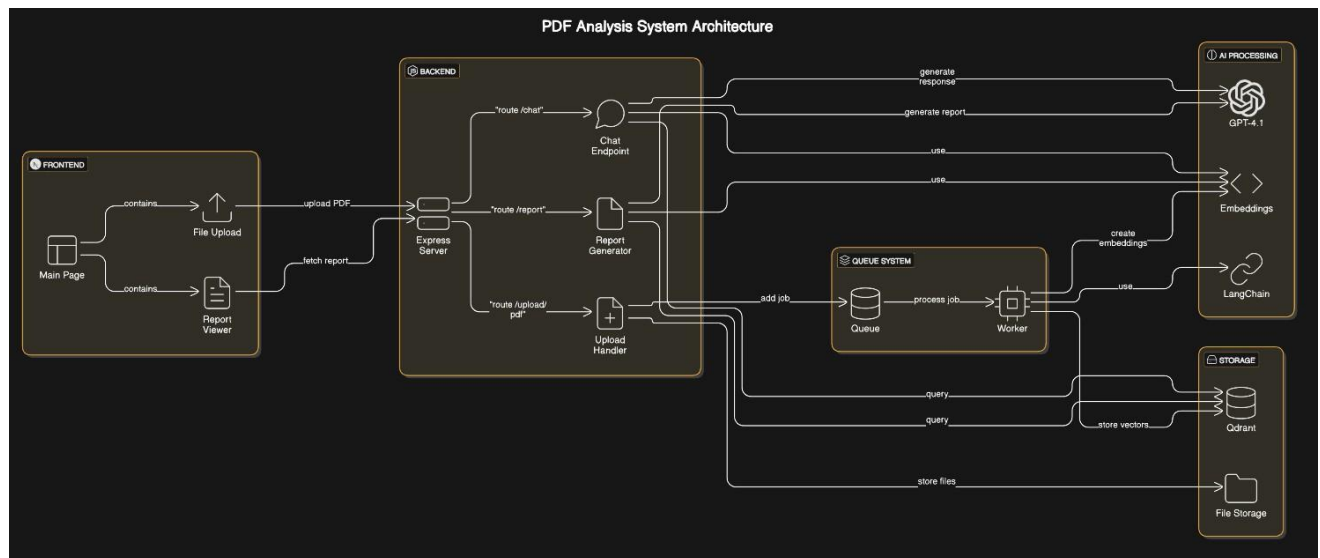 PDF Analysis System Architecture
FRONTEND
Main Page
contains
contains
File Upload
Report
Viewer
upload PDF
fetch report
BACKEND
Express
Server
"route /chat"
"route /report"
"route /upload/
pdf"
Chat
Endpoint
Report
Generator
Upload
Handler
generate
response
generate report
use
use
add job
QUEUE SYSTEM
Queue
process job
Worker
create
embeddings
use
query
query
store vectors
store files
AI PROCESSING
GPT-4.1
Embeddings
LangChain
STORAGE
Qdrant
File Storage